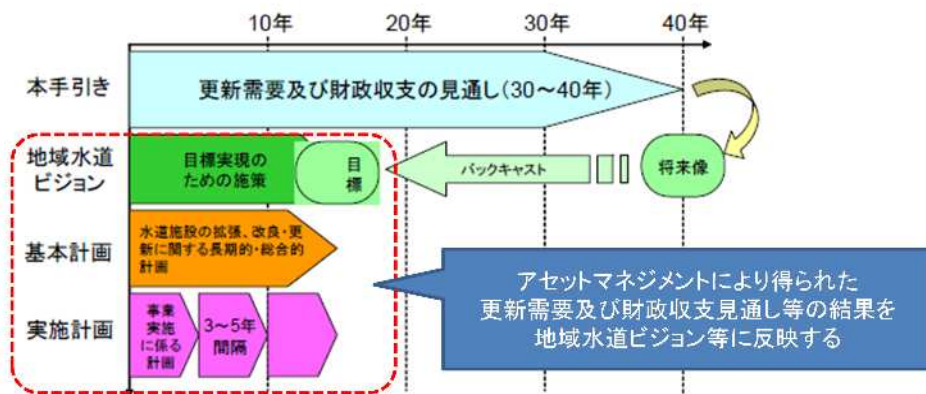 10年 20年 30年 40年
本手引き
更新需要及び財政収支の見通し(30～40年)
地域水道
ビジョン
目標実現の
ための施策
目
標
バックキャスト
将来像
基本計画
水道施設の拡張、改良・更
新に関する長期的・総合的
計画
実施計画
事業
実施
に係る
計画
3～5年
間隔
アセットマネジメントにより得られた
更新需要及び財政収支見通し等の結果を
地域水道ビジョン等に反映する